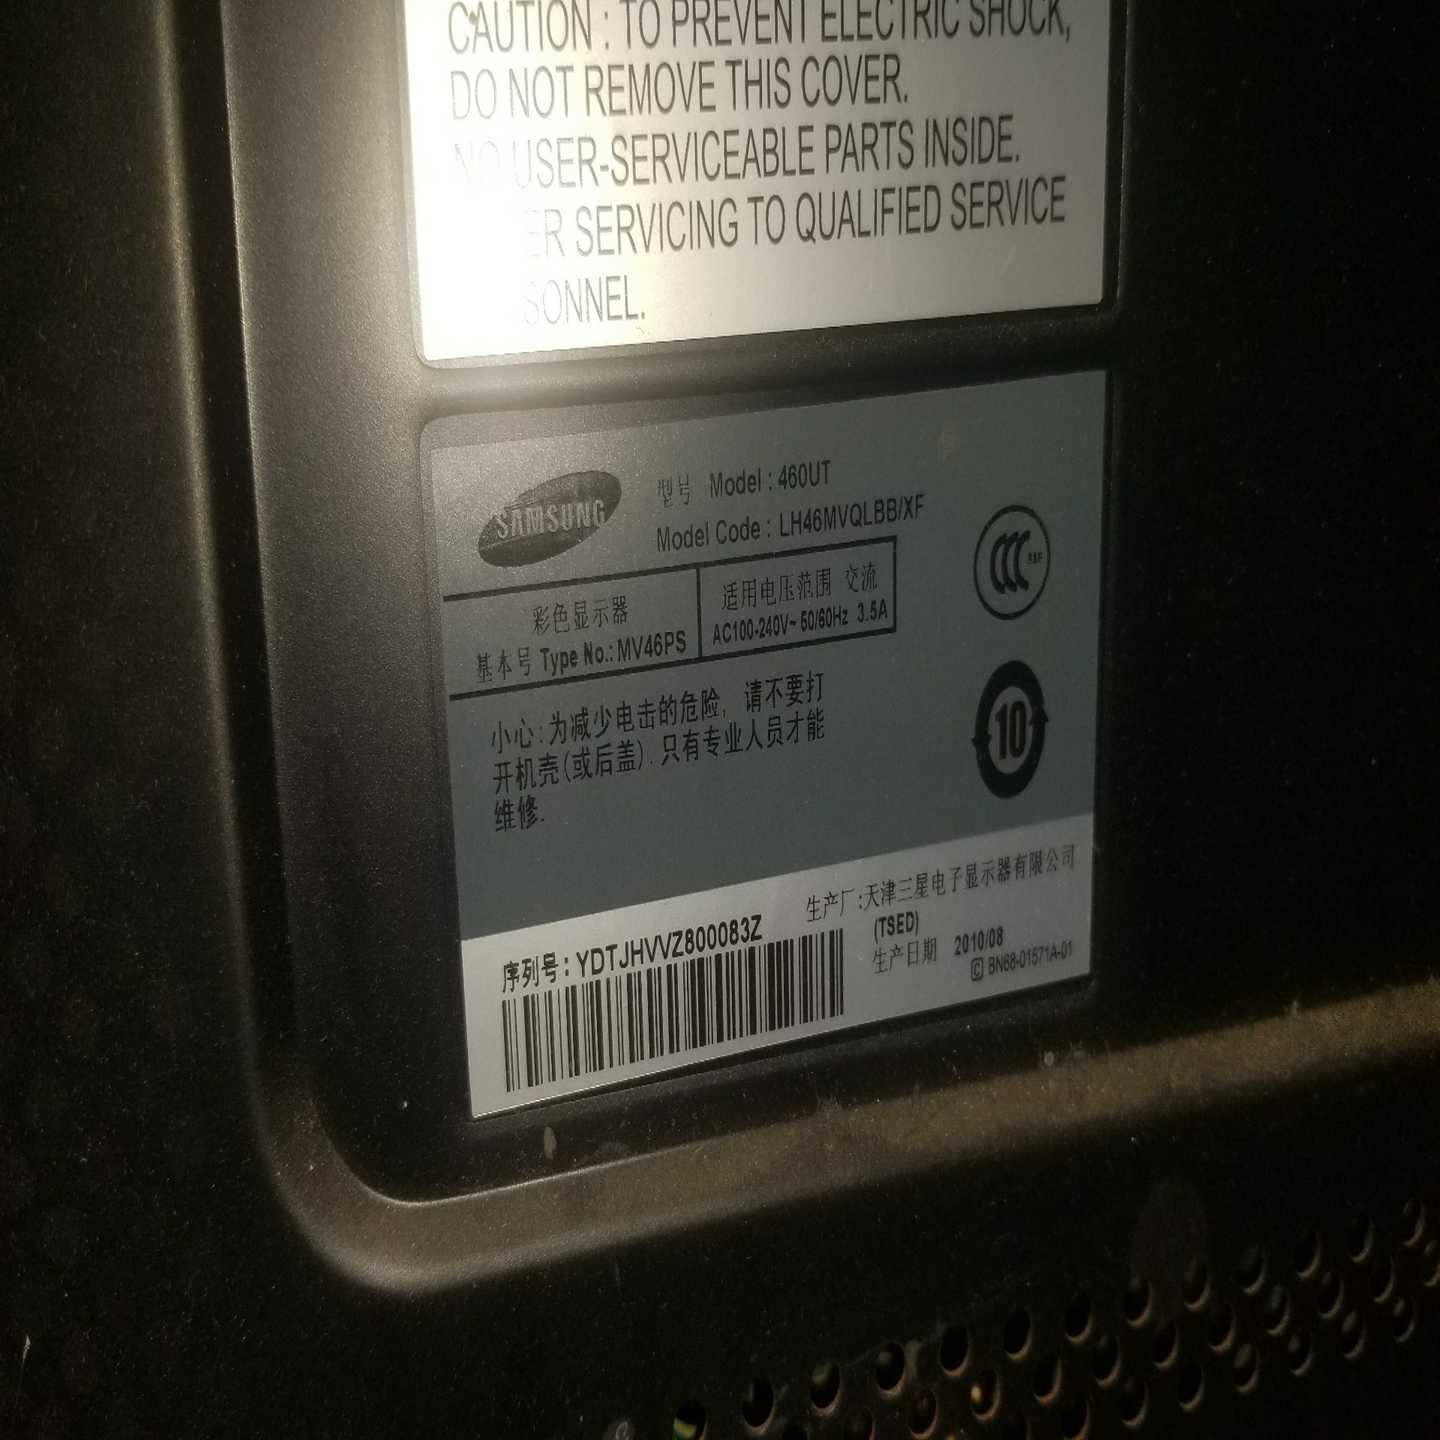 CAUTION : TO PREVENT ELECTRIC SHOCK,
DO NOT REMOVE THIS COVER.
NO USER-SERVICEABLE PARTS INSIDE.
SERVICING TO QUALIFIED SERVICE
SAMSUNG
型号 Model : 460UT
Model Code : LH46MVQLBB/XF
彩色显示器
基本号 Type No.: MV46PS
适用电压范围 交流
AC100-240V~ 50/60Hz 3.5A
小心:为减少电击的危险, 请不要打
开机壳(或后盖).只有专业人员才能
维修.
10
生产厂:天津三星电子显示器有限公司
(TSED)
生产日期 2010/08
© BN68-01571A-01
序列号: YDTJHVVZ800083Z